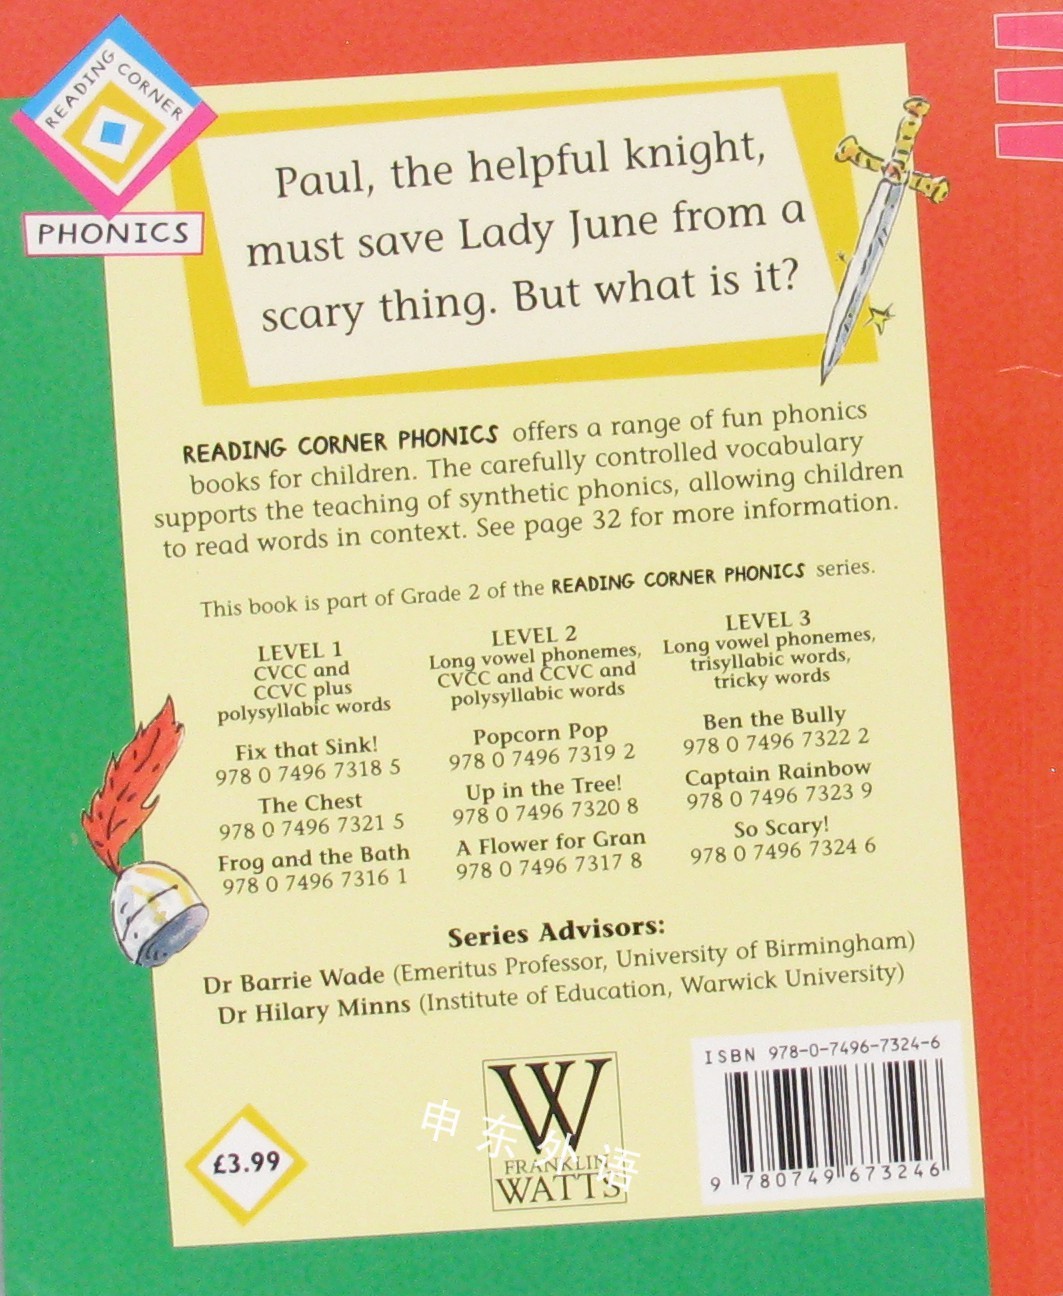 READING CORNER
PHONICS
Paul, the helpful knight,
must save Lady June from a
scary thing. But what is it?
READING CORNER PHONICS offers a range of fun phonics
books for children. The carefully controlled vocabulary
supports the teaching of synthetic phonics, allowing children
to read words in context. See page 32 for more information.
This book is part of Grade 2 of the READING CORNER PHONICS series.
LEVEL 1
CVCC and
CCVC plus
polysyllabic words
Fix that Sink!
978 0 7496 7318 5
The Chest
978 0 7496 7321 5
Frog and the Bath
978 0 7496 7316 1
LEVEL 2
Long vowel phonemes,
CVCC and CCVC and
polysyllabic words
Popcorn Pop
978 0 7496 7319 2
Up in the Tree!
978 0 7496 7320 8
A Flower for Gran
978 0 7496 7317 8
LEVEL 3
Long vowel phonemes,
trisyllabic words,
tricky words
Ben the Bully
978 0 7496 7322 2
Captain Rainbow
978 0 7496 7323 9
So Scary!
978 0 7496 7324 6
Series Advisors:
Dr Barrie Wade (Emeritus Professor, University of Birmingham)
Dr Hilary Minns (Institute of Education, Warwick University)
£3.99
W
FRANKLIN
WATTS
申东外语
ISBN 978-0-7496-7324-6
9 780749 673246